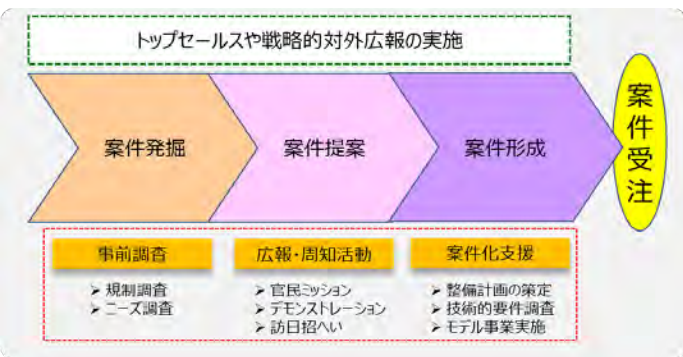 トップセールスや戦略的対外広報の実施
案件発掘
案件提案
案件形成
案件受注
事前調査
➢ 規制調査
➢ ニーズ調査
広報・周知活動
➢ 官民ミッション
➢ デモンストレーション
➢ 訪日招へい
案件化支援
➢ 整備計画の策定
➢ 技術的要件調査
➢ モデル事業実施